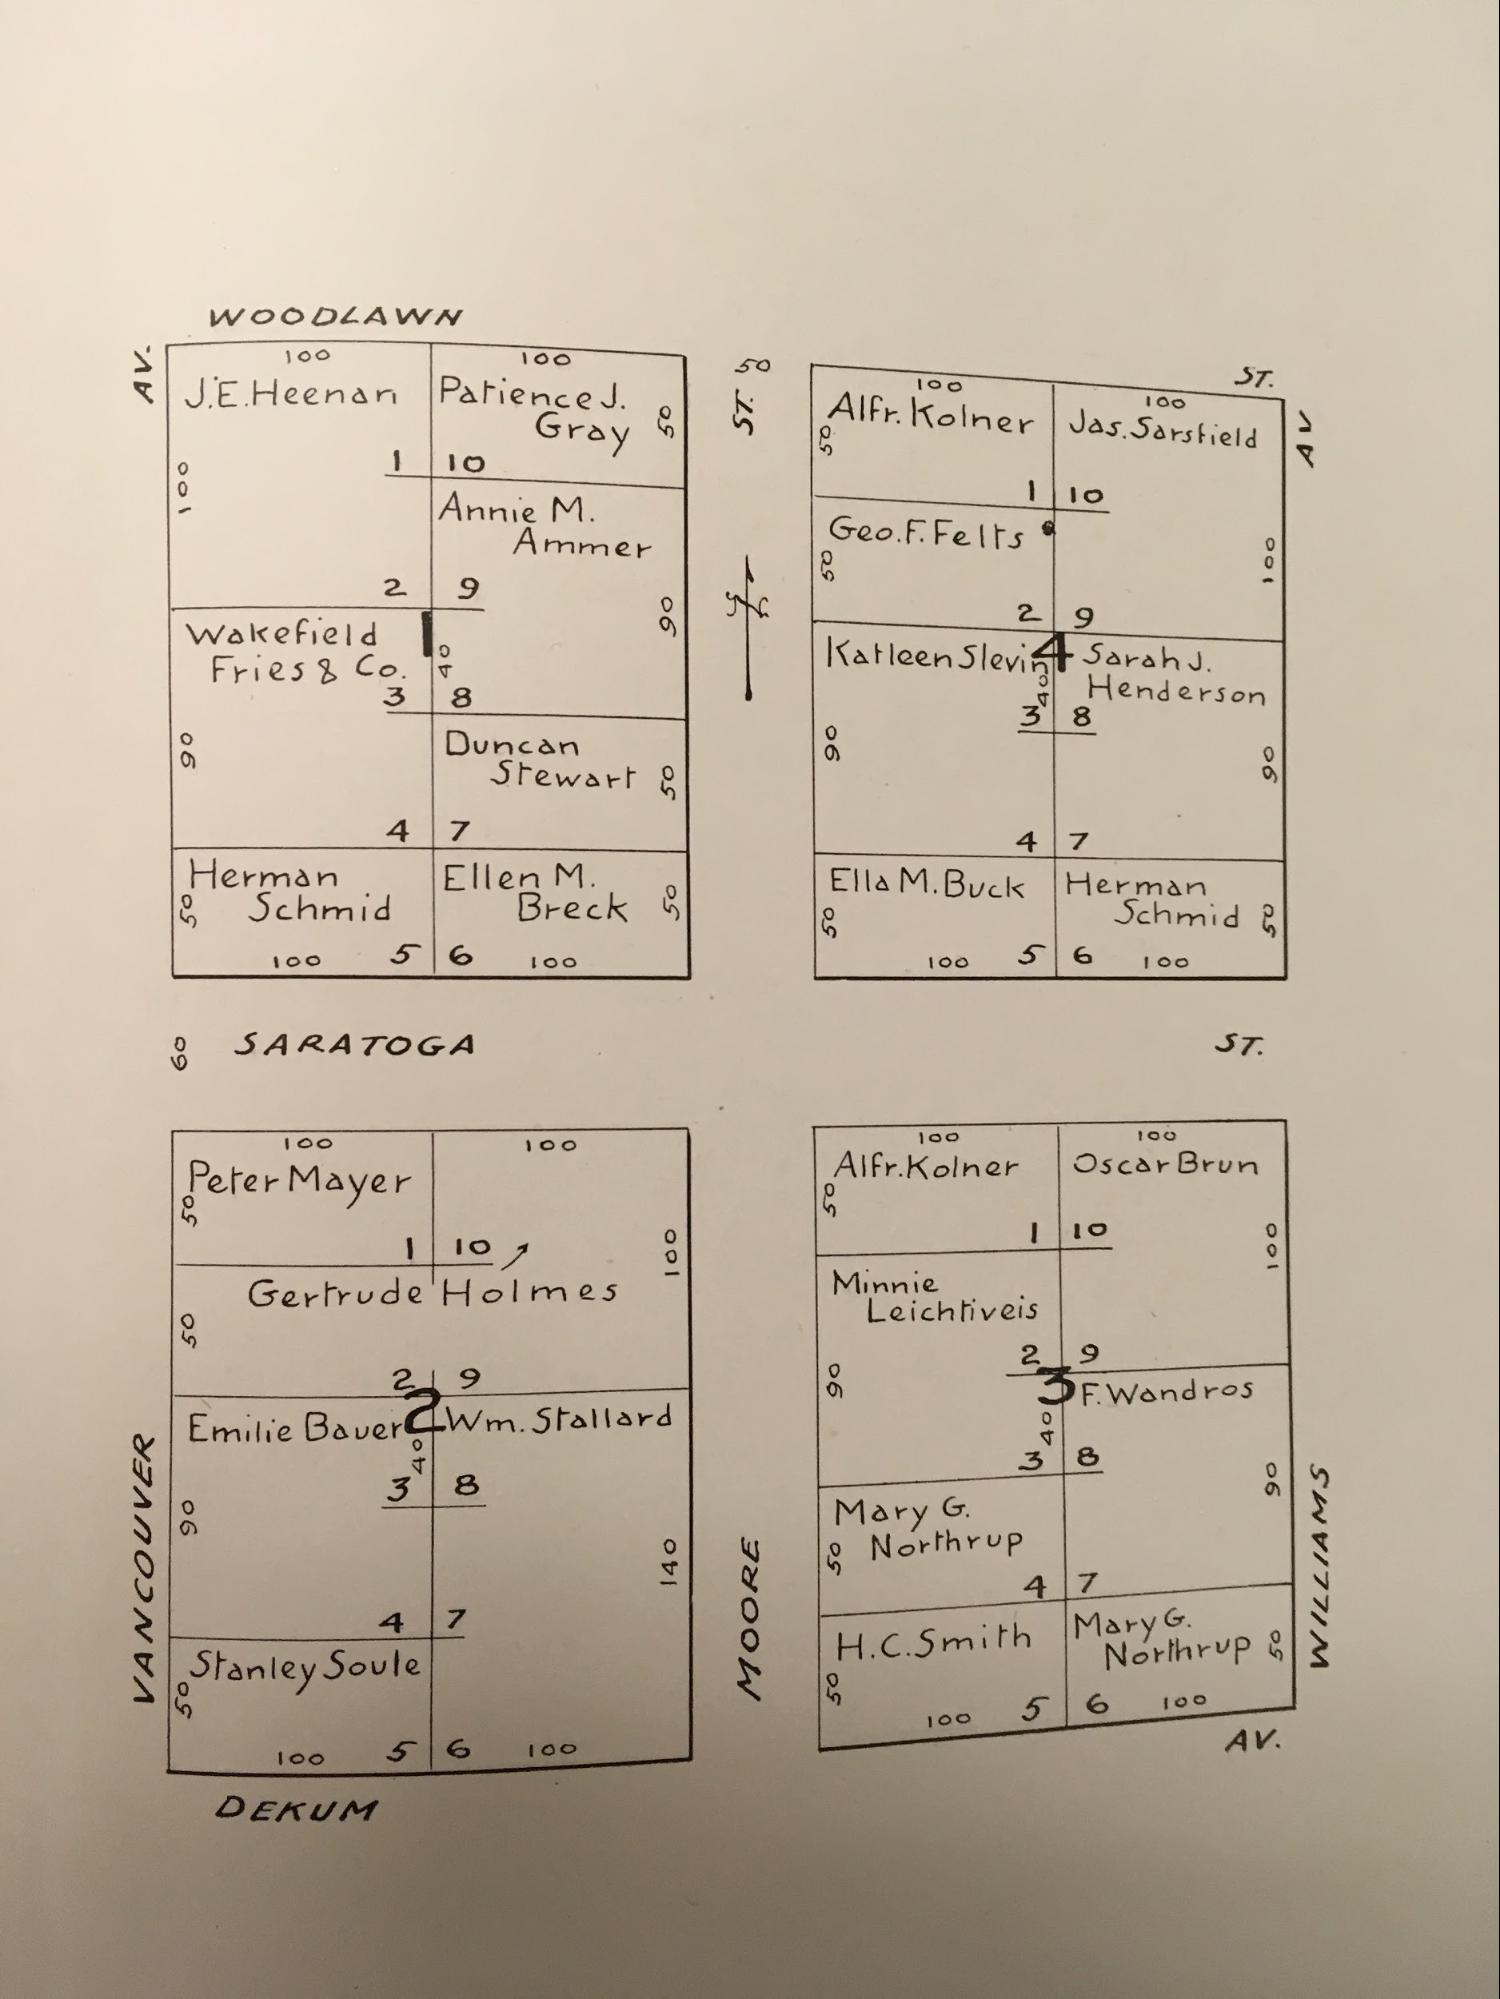 WOODLAWN
AV.
100
100
J.E.Heenan
Patience J.
Gray
50
1
10
100
Annie M.
Ammer
2
9
90
Wakefield
Fries & Co.
1
40
3
8
90
Duncan
Stewart
50
4
7
Herman
Schmid
50
Ellen M.
Breck
50
100
5
6
100
ST. 50
ST.
AV
100
100
Alfr. Kolner
50
Jas. Sarsfield
1
10
Geo. F. Felts
50
100
2
9
Katleen Slevin
4
Sarah J.
Henderson
40
3
8
90
90
4
7
Ella M. Buck
50
Herman
Schmid
50
100
5
6
100
60
SARATOGA
ST.
100
100
Peter Mayer
50
1
10
100
Gertrude Holmes
50
2
9
2
Emilie Bauer
Wm. Stallard
40
3
8
90
140
4
7
Stanley Soule
50
100
5
6
100
VANCOUVER
DEKUM
MOORE
100
100
Alfr. Kolner
50
Oscar Brun
1
10
100
Minnie
Leichtiveis
2
9
90
3
F. Wandros
40
3
8
90
Mary G.
Northrup
50
4
7
H.C. Smith
50
Mary G.
Northrup
50
100
5
6
100
WILLIAMS
AV.